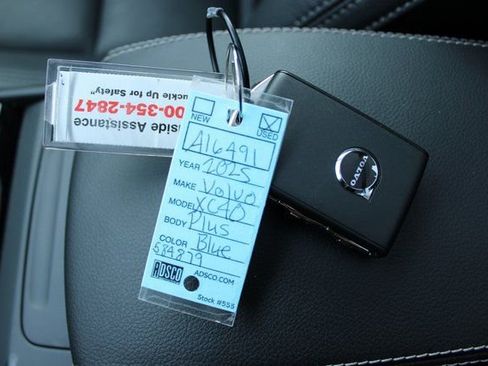 NEW
USED
A16491
YEAR 2025
MAKE Volvo
MODEL XC40
BODY Plus
COLOR Blue
584879
ADSCO
ADSCO.COM
Stock #555
side Assistance
00-354-2847
uckle Up for Safety"
VOLVO